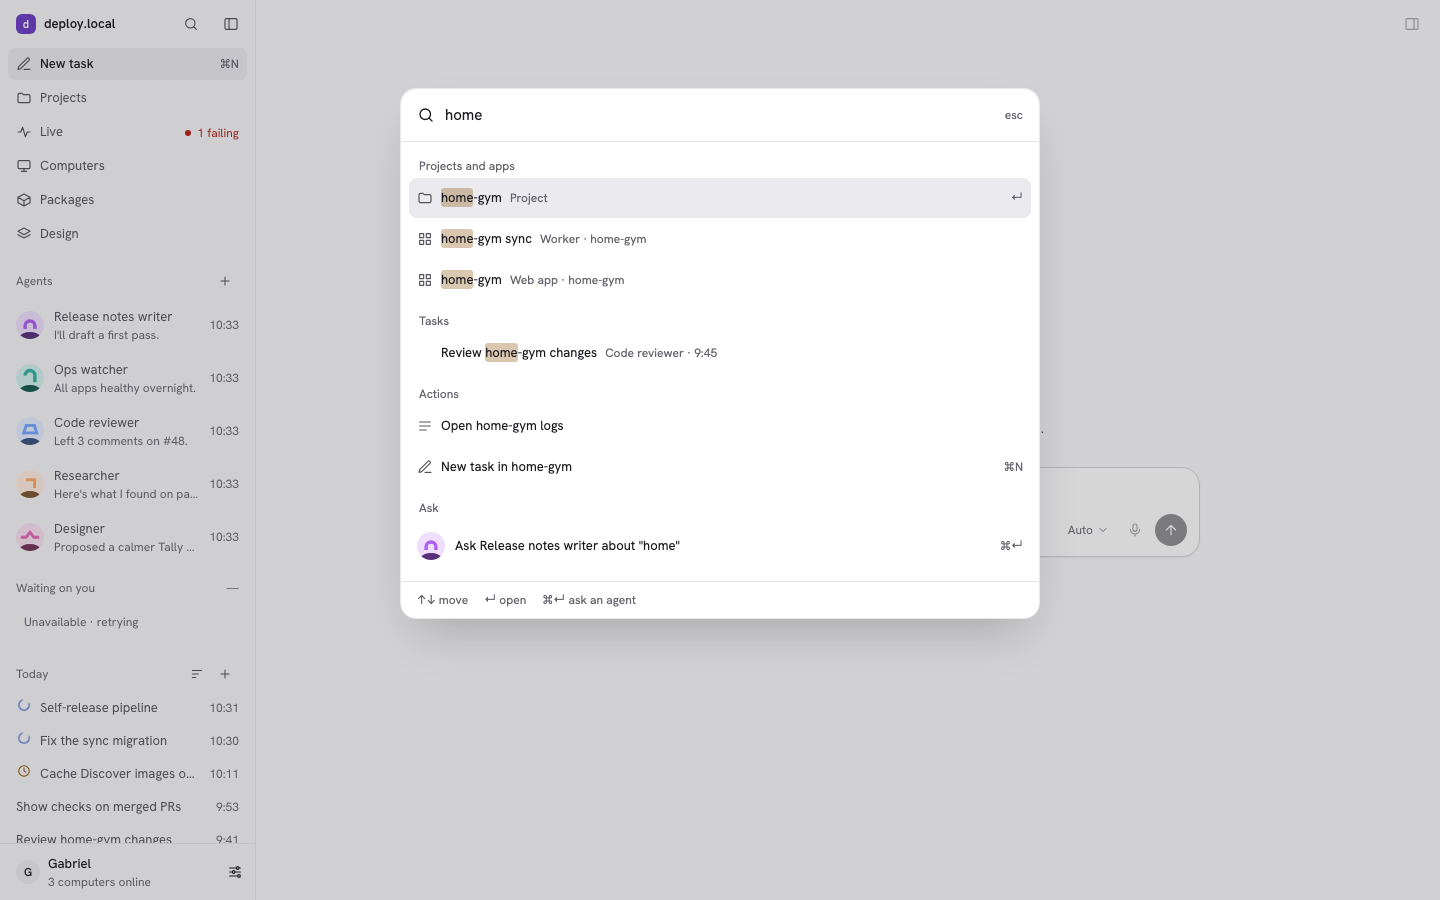 d deploy.local
New task ⌘N
Projects
Live 1 failing
Computers
Packages
Design
Agents
Release notes writer 10:33
I'll draft a first pass.
Ops watcher 10:33
All apps healthy overnight.
Code reviewer 10:33
Left 3 comments on #48.
Researcher 10:33
Here's what I found on pa...
Designer 10:33
Proposed a calmer Tally ...
Waiting on you
Unavailable · retrying
Today
Self-release pipeline 10:31
Fix the sync migration 10:30
Cache Discover images o... 10:11
Show checks on merged PRs 9:53
Review home-gym changes 9:41
G Gabriel
3 computers online
home esc
Projects and apps
home-gym Project ↵
home-gym sync Worker · home-gym
home-gym Web app · home-gym
Tasks
Review home-gym changes Code reviewer · 9:45
Actions
Open home-gym logs
New task in home-gym ⌘N
Ask
Ask Release notes writer about "home" ⌘↵
↑↓ move ↵ open ⌘↵ ask an agent
Auto